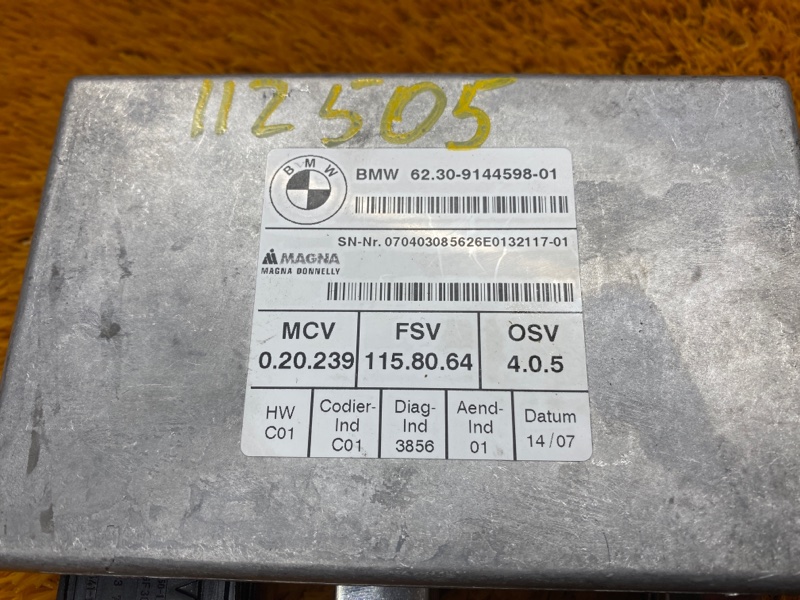 112505
BMW
BMW 62.30-9144598-01
SN-Nr. 070403085626E0132117-01
MAGNA
MAGNA DONNELLY
MCV FSV OSV
0.20.239 115.80.64 4.0.5
HW Codier- Diag- Aend- Datum
C01 Ind Ind Ind 14/07
C01 3856 01